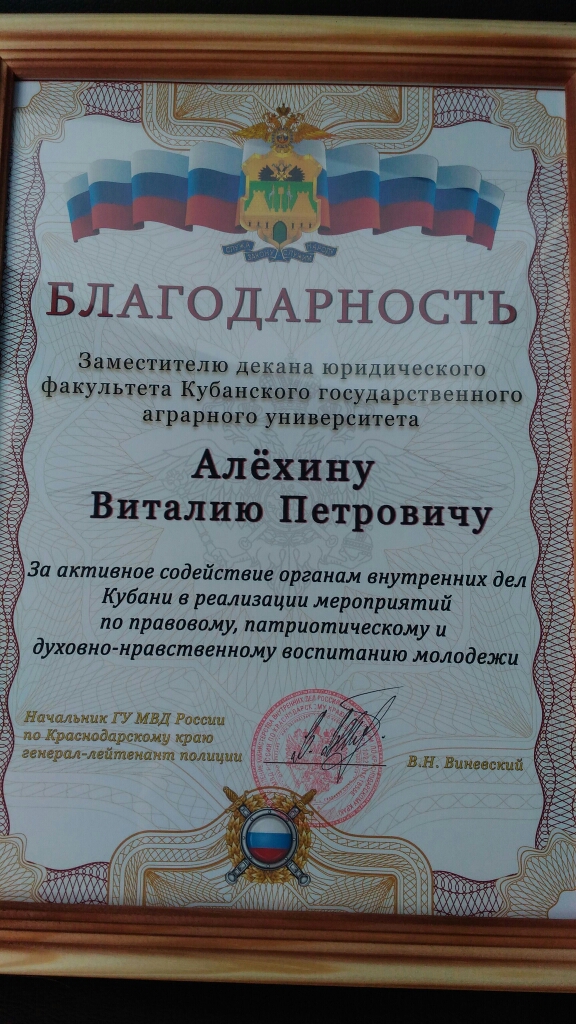 БЛАГОДАРНОСТЬ
Заместителю декана юридического
факультета Кубанского государственного
аграрного университета
Алёхину
Виталию Петровичу
За активное содействие органам внутренних дел
Кубани в реализации мероприятий
по правовому, патриотическому и
духовно-нравственному воспитанию молодежи
Начальник ГУ МВД России
по Краснодарскому краю
генерал-лейтенант полиции
В.Н. Виневский